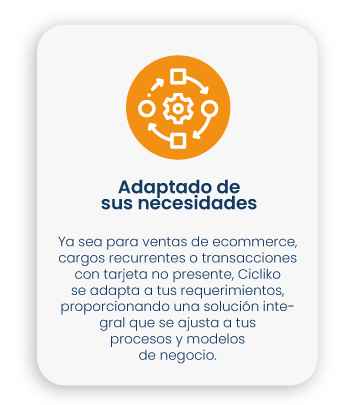 Adaptado de
sus necesidades
Ya sea para ventas de ecommerce,
cargos recurrentes o transacciones
con tarjeta no presente, Cicliko
se adapta a tus requerimientos,
proporcionando una solución inte-
gral que se ajusta a tus
procesos y modelos
de negocio.